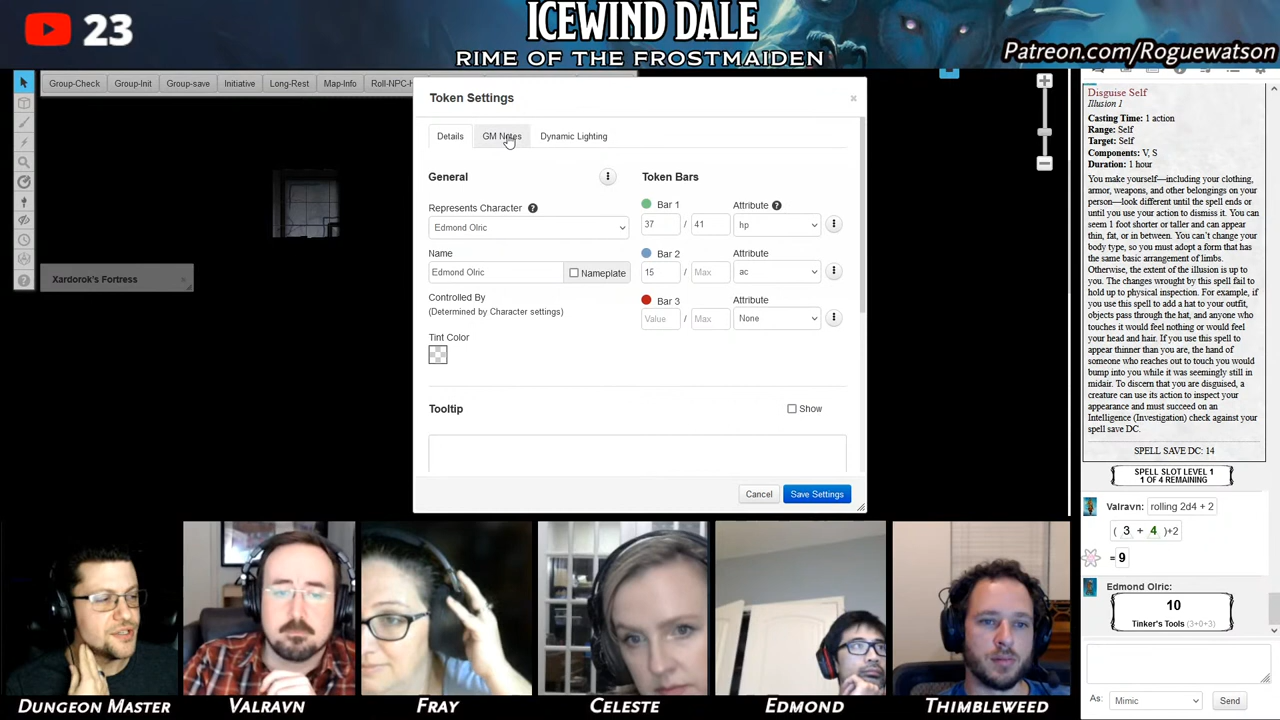 23
ICEWIND DALE
RIME OF THE FROSTMAIDEN
Patreon.com/Roguewatson
Group-Check
Group-Init
Group-save
Initiative
Long-Rest
Map-Info
Roll-NPC-H
Xardorok's Fortress
Token Settings
Details
GM Notes
Dynamic Lighting
General
Represents Character
Edmond Olric
Name
Edmond Olric
Nameplate
Controlled By
(Determined by Character settings)
Tint Color
Token Bars
Bar 1
Attribute
37 / 41
hp
Bar 2
Attribute
15 / Max
ac
Bar 3
Attribute
Value / Max
None
Tooltip
Show
Cancel
Save Settings
Disguise Self
Illusion 1
Casting Time: 1 action
Range: Self
Target: Self
Components: V, S
Duration: 1 hour
You make yourself—including your clothing,
armor, weapons, and other belongings on your
person—look different until the spell ends or
until you use your action to dismiss it. You can
seem 1 foot shorter or taller and can appear
thin, fat, or in between. You can't change your
body type, so you must adopt a form that has
the same basic arrangement of limbs.
Otherwise, the extent of the illusion is up to
you. The changes wrought by this spell fail to
hold up to physical inspection. For example, if
you use this spell to add a hat to your outfit,
objects pass through the hat, and anyone who
touches it would feel nothing or would feel
your head and hair. If you use this spell to
appear thinner than you are, the hand of
someone who reaches out to touch you would
bump into you while it was seemingly still in
midair. To discern that you are disguised, a
creature can use its action to inspect your
appearance and must succeed on an
Intelligence (Investigation) check against your
spell save DC.
SPELL SAVE DC: 14
SPELL SLOT LEVEL 1
1 OF 4 REMAINING
Valravn: rolling 2d4 + 2
( 3 + 4 )+2
= 9
Edmond Olric:
10
Tinker's Tools (3+0+3)
As: Mimic
Send
DUNGEON MASTER
VALRAVN
FRAY
CELESTE
EDMOND
THIMBLEWEED